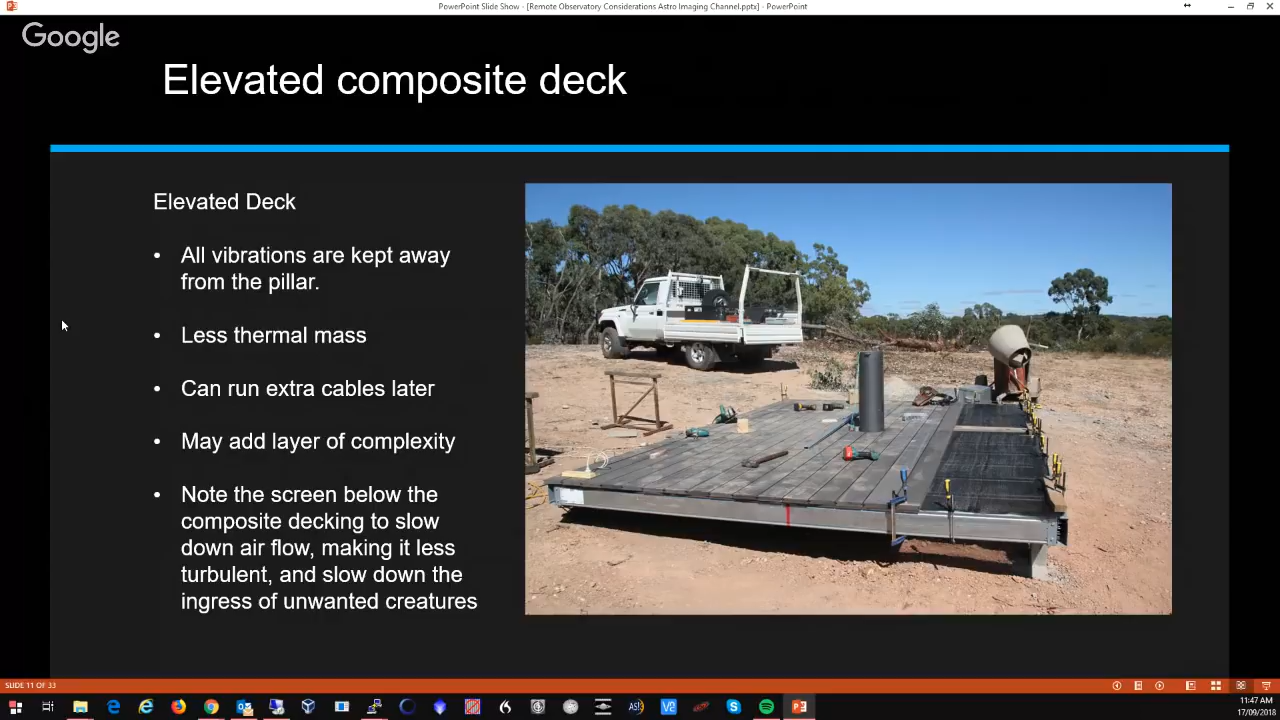 PowerPoint Slide Show - [Remote Observatory Considerations Astro Imaging Channel.pptx] - PowerPoint
Google
Elevated composite deck
Elevated Deck
• All vibrations are kept away
from the pillar.
• Less thermal mass
• Can run extra cables later
• May add layer of complexity
• Note the screen below the
composite decking to slow
down air flow, making it less
turbulent, and slow down the
ingress of unwanted creatures
SLIDE 11 OF 33
11:47 AM
17/09/2018